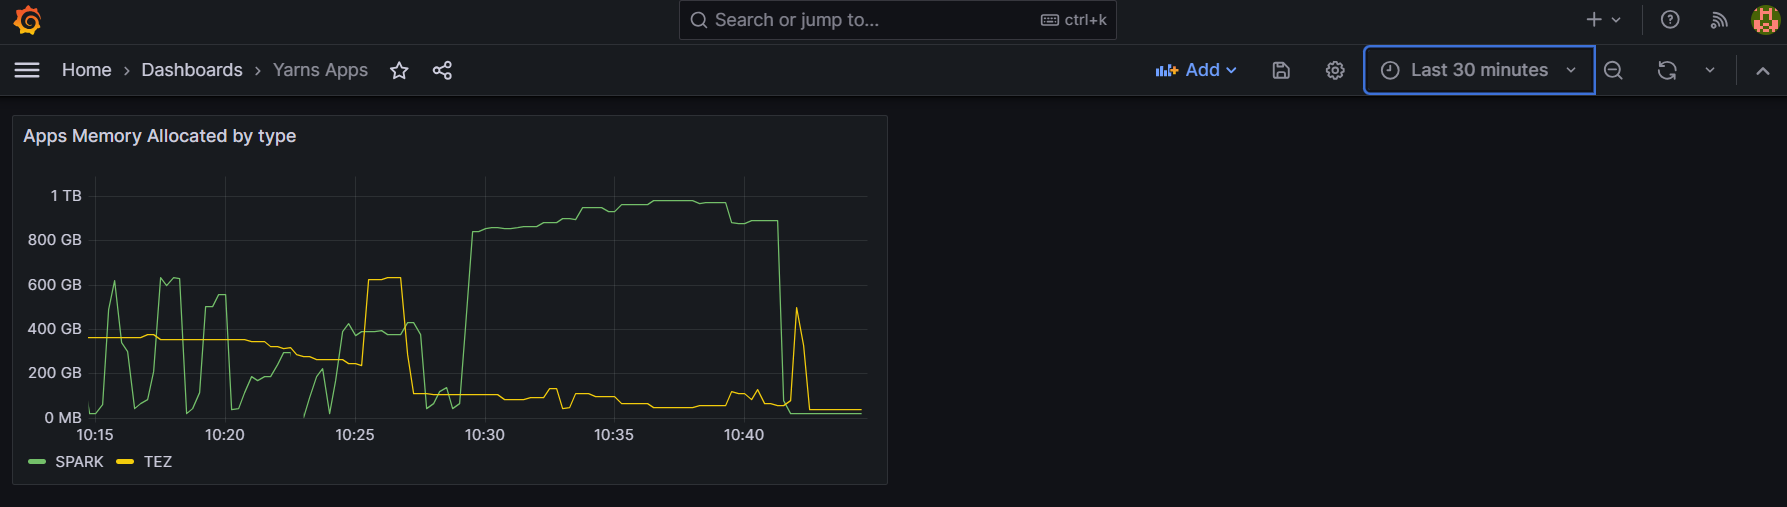 Search or jump to... ctrl+k
Home Dashboards Yarns Apps Add Last 30 minutes
Apps Memory Allocated by type
1 TB
800 GB
600 GB
400 GB
200 GB
0 MB
10:15 10:20 10:25 10:30 10:35 10:40
SPARK TEZ